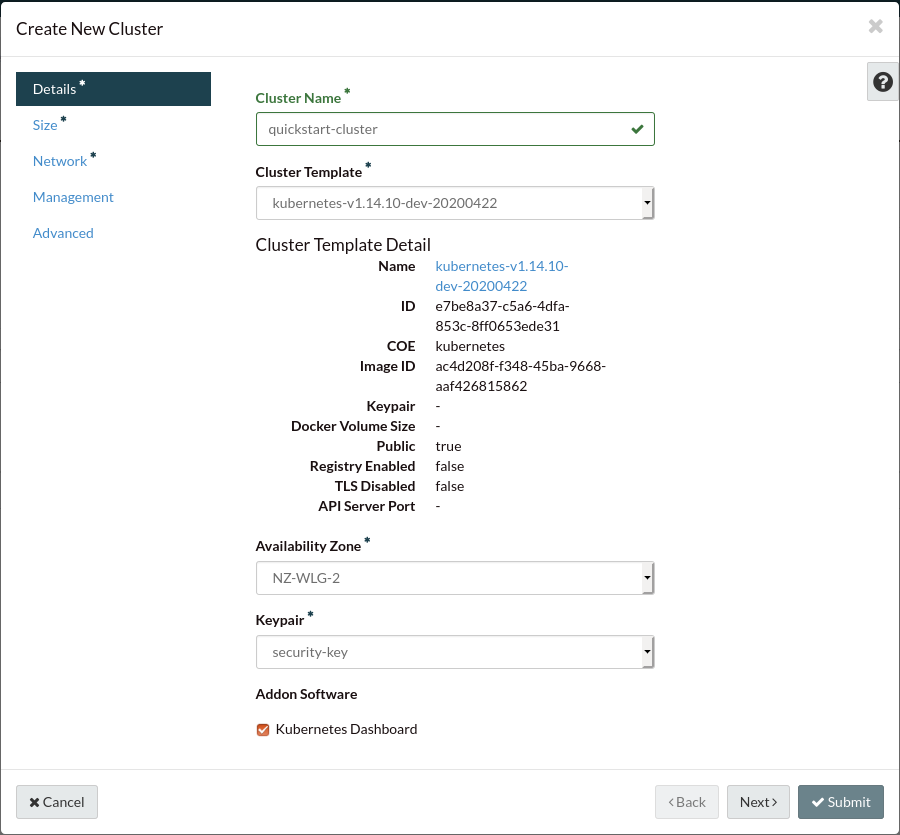 Create New Cluster
Details *
Size *
Network *
Management
Advanced
Cluster Name *
quickstart-cluster
Cluster Template *
kubernetes-v1.14.10-dev-20200422
Cluster Template Detail
Name kubernetes-v1.14.10-
dev-20200422
ID e7be8a37-c5a6-4dfa-
853c-8ff0653ede31
COE kubernetes
Image ID ac4d208f-f348-45ba-9668-
aaf426815862
Keypair -
Docker Volume Size -
Public true
Registry Enabled false
TLS Disabled false
API Server Port -
Availability Zone *
NZ-WLG-2
Keypair *
security-key
Addon Software
Kubernetes Dashboard
Cancel
Back Next Submit